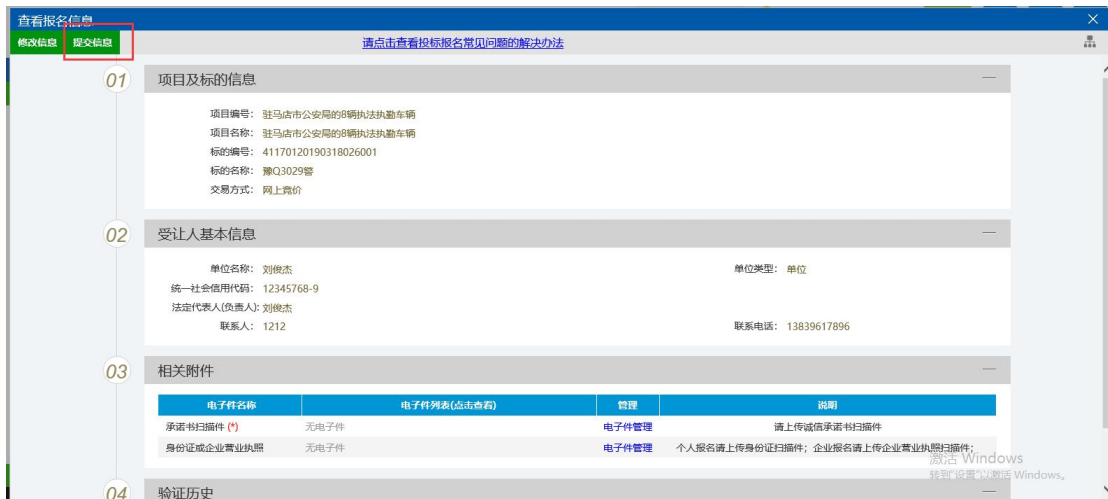 查看报名信息
修改信息 提交信息 请点击查看投标报名常见问题的解决办法
01 项目及标的信息
项目编号: 驻马店市公安局的8辆执法执勤车辆
项目名称: 驻马店市公安局的8辆执法执勤车辆
标的编号: 41170120190318026001
标的名称: 豫Q3029警
交易方式: 网上竞价
02 受让人基本信息
单位名称: 刘俊杰 单位类型: 单位
统一社会信用代码: 12345768-9
法定代表人(负责人): 刘俊杰
联系人: 1212 联系电话: 13839617896
03 相关附件
电子件名称 电子件列表(点击查看) 管理 说明
承诺书扫描件 (*) 无电子件 电子件管理 请上传诚信承诺书扫描件
身份证或企业营业执照 无电子件 电子件管理 个人报名请上传身份证扫描件；企业报名请上传企业营业执照扫描件；
激活 Windows
转到"设置"以激活 Windows。
04 验证历史